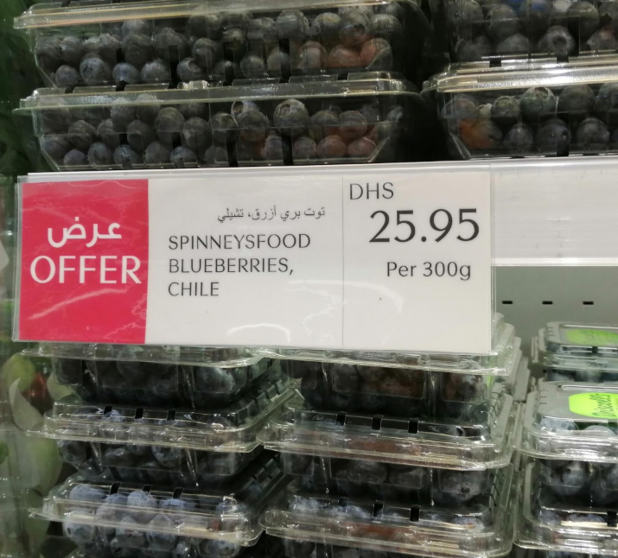 عرض
OFFER
توت بري أزرق، تشيلي
SPINNEYSFOOD
BLUEBERRIES,
CHILE
DHS
25.95
Per 300g